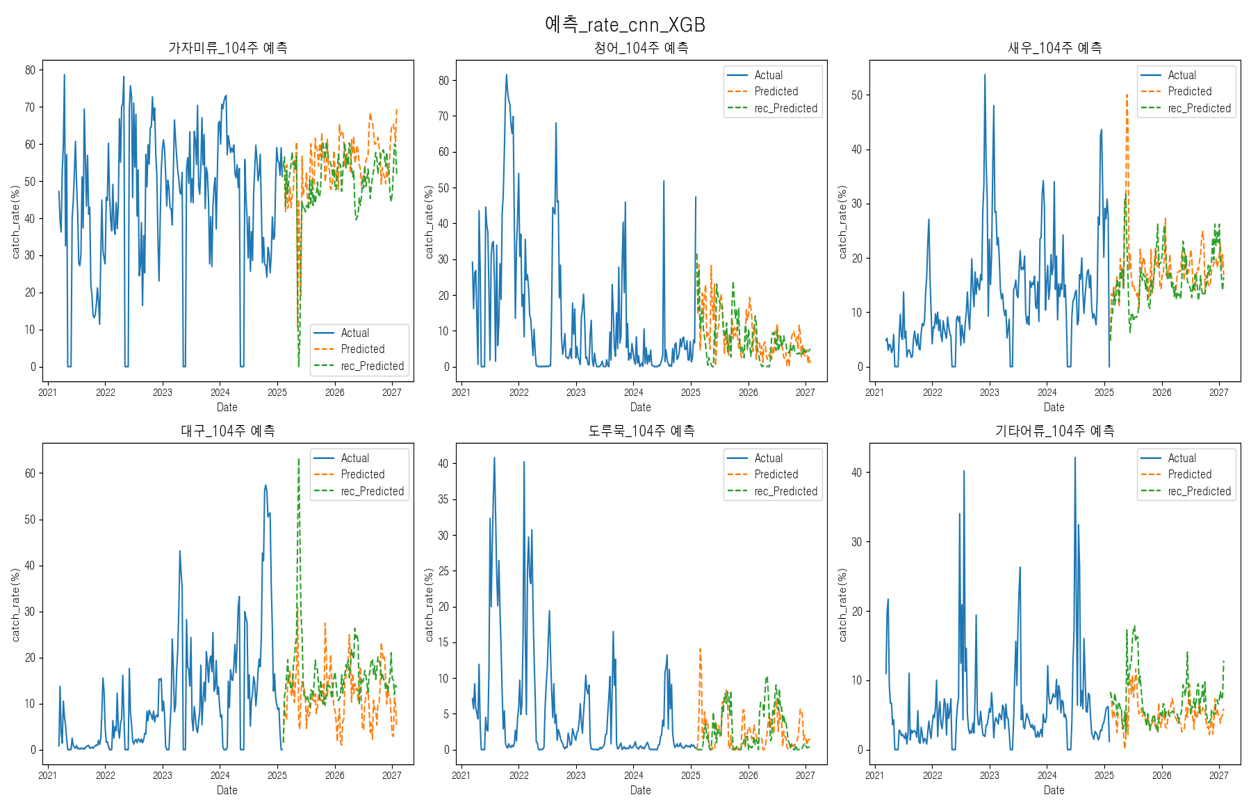 예측_rate_cnn_XGB
가자미류_104주 예측
80
70
60
50
40
30
20
10
0
catch_rate(%)
2021 2022 2023 2024 2025 2026 2027
Date
Actual
Predicted
rec_Predicted
청어_104주 예측
80
70
60
50
40
30
20
10
0
catch_rate(%)
2021 2022 2023 2024 2025 2026 2027
Date
Actual
Predicted
rec_Predicted
새우_104주 예측
50
40
30
20
10
0
catch_rate(%)
2021 2022 2023 2024 2025 2026 2027
Date
Actual
Predicted
rec_Predicted
대구_104주 예측
60
50
40
30
20
10
0
catch_rate(%)
2021 2022 2023 2024 2025 2026 2027
Date
Actual
Predicted
rec_Predicted
도루묵_104주 예측
40
35
30
25
20
15
10
5
0
catch_rate(%)
2021 2022 2023 2024 2025 2026 2027
Date
Actual
Predicted
rec_Predicted
기타어류_104주 예측
40
30
20
10
0
catch_rate(%)
2021 2022 2023 2024 2025 2026 2027
Date
Actual
Predicted
rec_Predicted